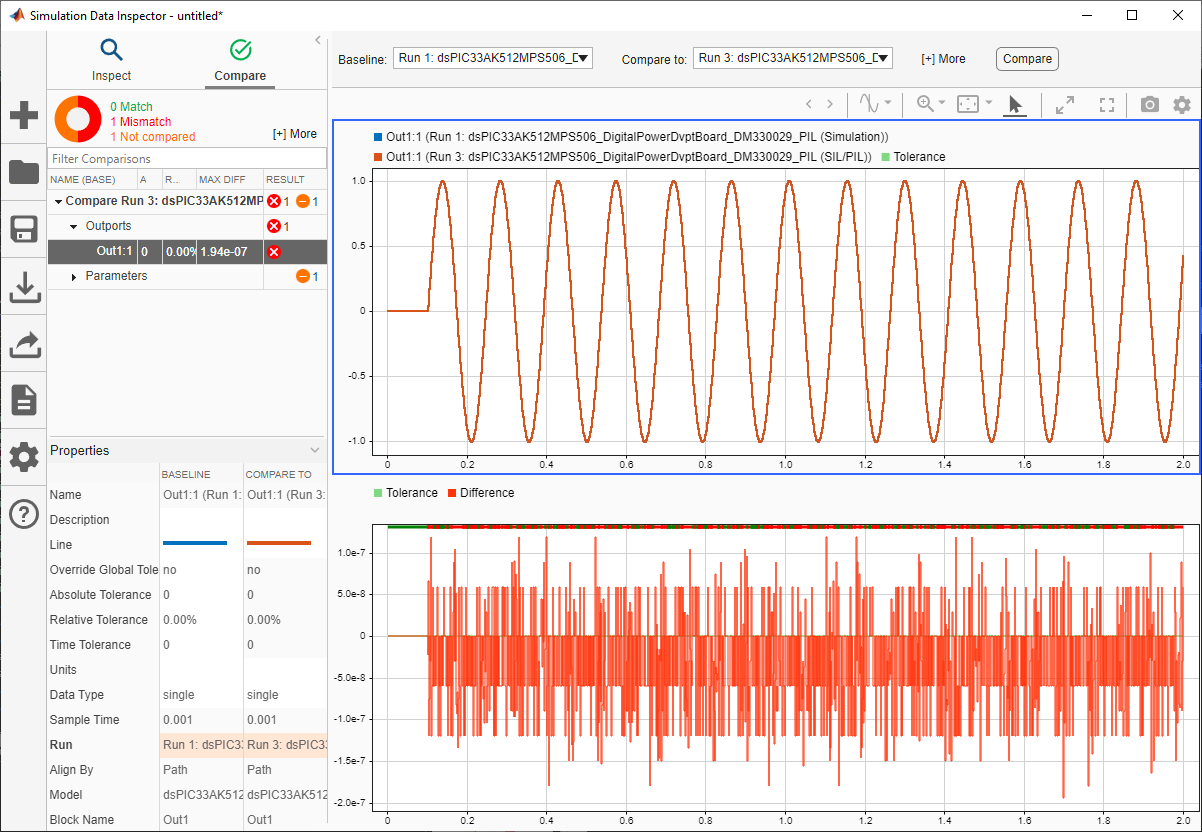 Simulation Data Inspector - untitled*
Inspect
Compare
0 Match
1 Mismatch
1 Not compared
[+] More
Filter Comparisons
NAME (BASE) A R... MAX DIFF RESULT
Compare Run 3: dsPIC33AK512MP 1 1
Outports 1
Out1:1 0 0.00% 1.94e-07
Parameters 1
Properties
BASELINE COMPARE TO
Name Out1:1 (Run 1: Out1:1 (Run 3:
Description
Line
Override Global Tole no no
Absolute Tolerance 0 0
Relative Tolerance 0.00% 0.00%
Time Tolerance 0 0
Units
Data Type single single
Sample Time 0.001 0.001
Run Run 1: dsPIC33 Run 3: dsPIC33
Align By Path Path
Model dsPIC33AK512 dsPIC33AK512
Block Name Out1 Out1
Baseline: Run 1: dsPIC33AK512MPS506_D Compare to: Run 3: dsPIC33AK512MPS506_D [+] More Compare
Out1:1 (Run 1: dsPIC33AK512MPS506_DigitalPowerDvptBoard_DM330029_PIL (Simulation))
Out1:1 (Run 3: dsPIC33AK512MPS506_DigitalPowerDvptBoard_DM330029_PIL (SIL/PIL)) Tolerance
1.0
0.5
0
-0.5
-1.0
0 0.2 0.4 0.6 0.8 1.0 1.2 1.4 1.6 1.8 2.0
Tolerance Difference
1.0e-7
5.0e-8
0
-5.0e-8
-1.0e-7
-1.5e-7
-2.0e-7
0 0.2 0.4 0.6 0.8 1.0 1.2 1.4 1.6 1.8 2.0